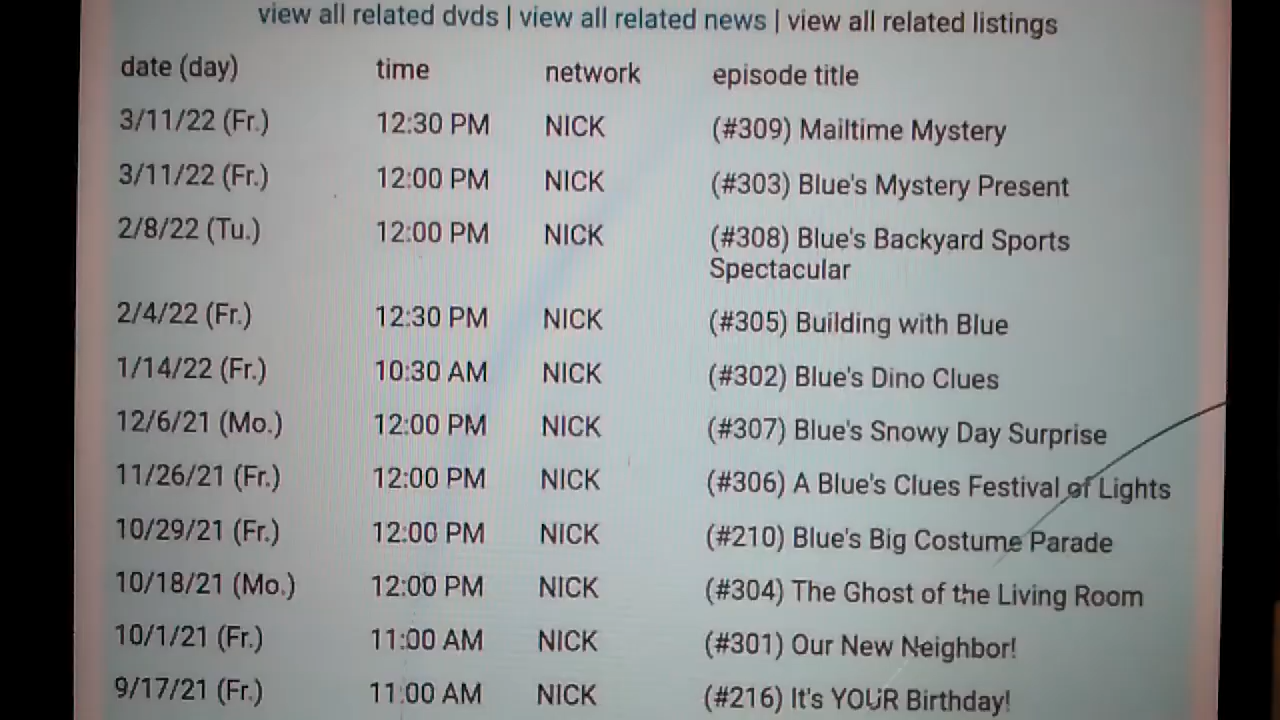 view all related dvds | view all related news | view all related listings
date (day) time network episode title
3/11/22 (Fr.) 12:30 PM NICK (#309) Mailtime Mystery
3/11/22 (Fr.) 12:00 PM NICK (#303) Blue's Mystery Present
2/8/22 (Tu.) 12:00 PM NICK (#308) Blue's Backyard Sports
Spectacular
2/4/22 (Fr.) 12:30 PM NICK (#305) Building with Blue
1/14/22 (Fr.) 10:30 AM NICK (#302) Blue's Dino Clues
12/6/21 (Mo.) 12:00 PM NICK (#307) Blue's Snowy Day Surprise
11/26/21 (Fr.) 12:00 PM NICK (#306) A Blue's Clues Festival of Lights
10/29/21 (Fr.) 12:00 PM NICK (#210) Blue's Big Costume Parade
10/18/21 (Mo.) 12:00 PM NICK (#304) The Ghost of the Living Room
10/1/21 (Fr.) 11:00 AM NICK (#301) Our New Neighbor!
9/17/21 (Fr.) 11:00 AM NICK (#216) It's YOUR Birthday!